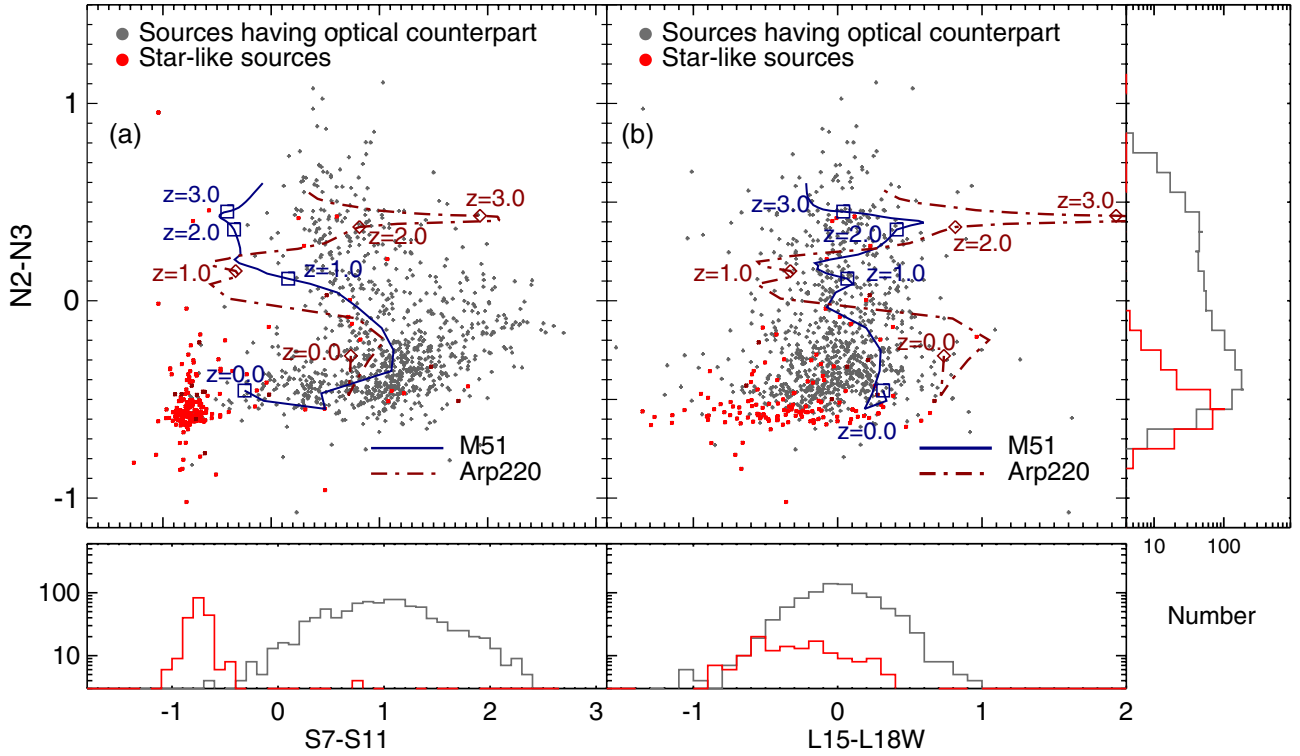 Sources having optical counterpart
Star-like sources
Sources having optical counterpart
Star-like sources
1
(a)
(b)
z=3.0
z=3.0
z=3.0
z=3.0
z=2.0
z=2.0
z=2.0
z=2.0
N2-N3
z=1.0
z=1.0
z=1.0
z=1.0
0
z=0.0
z=0.0
z=0.0
z=0.0
M51
Arp220
M51
Arp220
-1
10
100
100
10
Number
-1
0
1
2
3
-1
0
1
2
S7-S11
L15-L18W